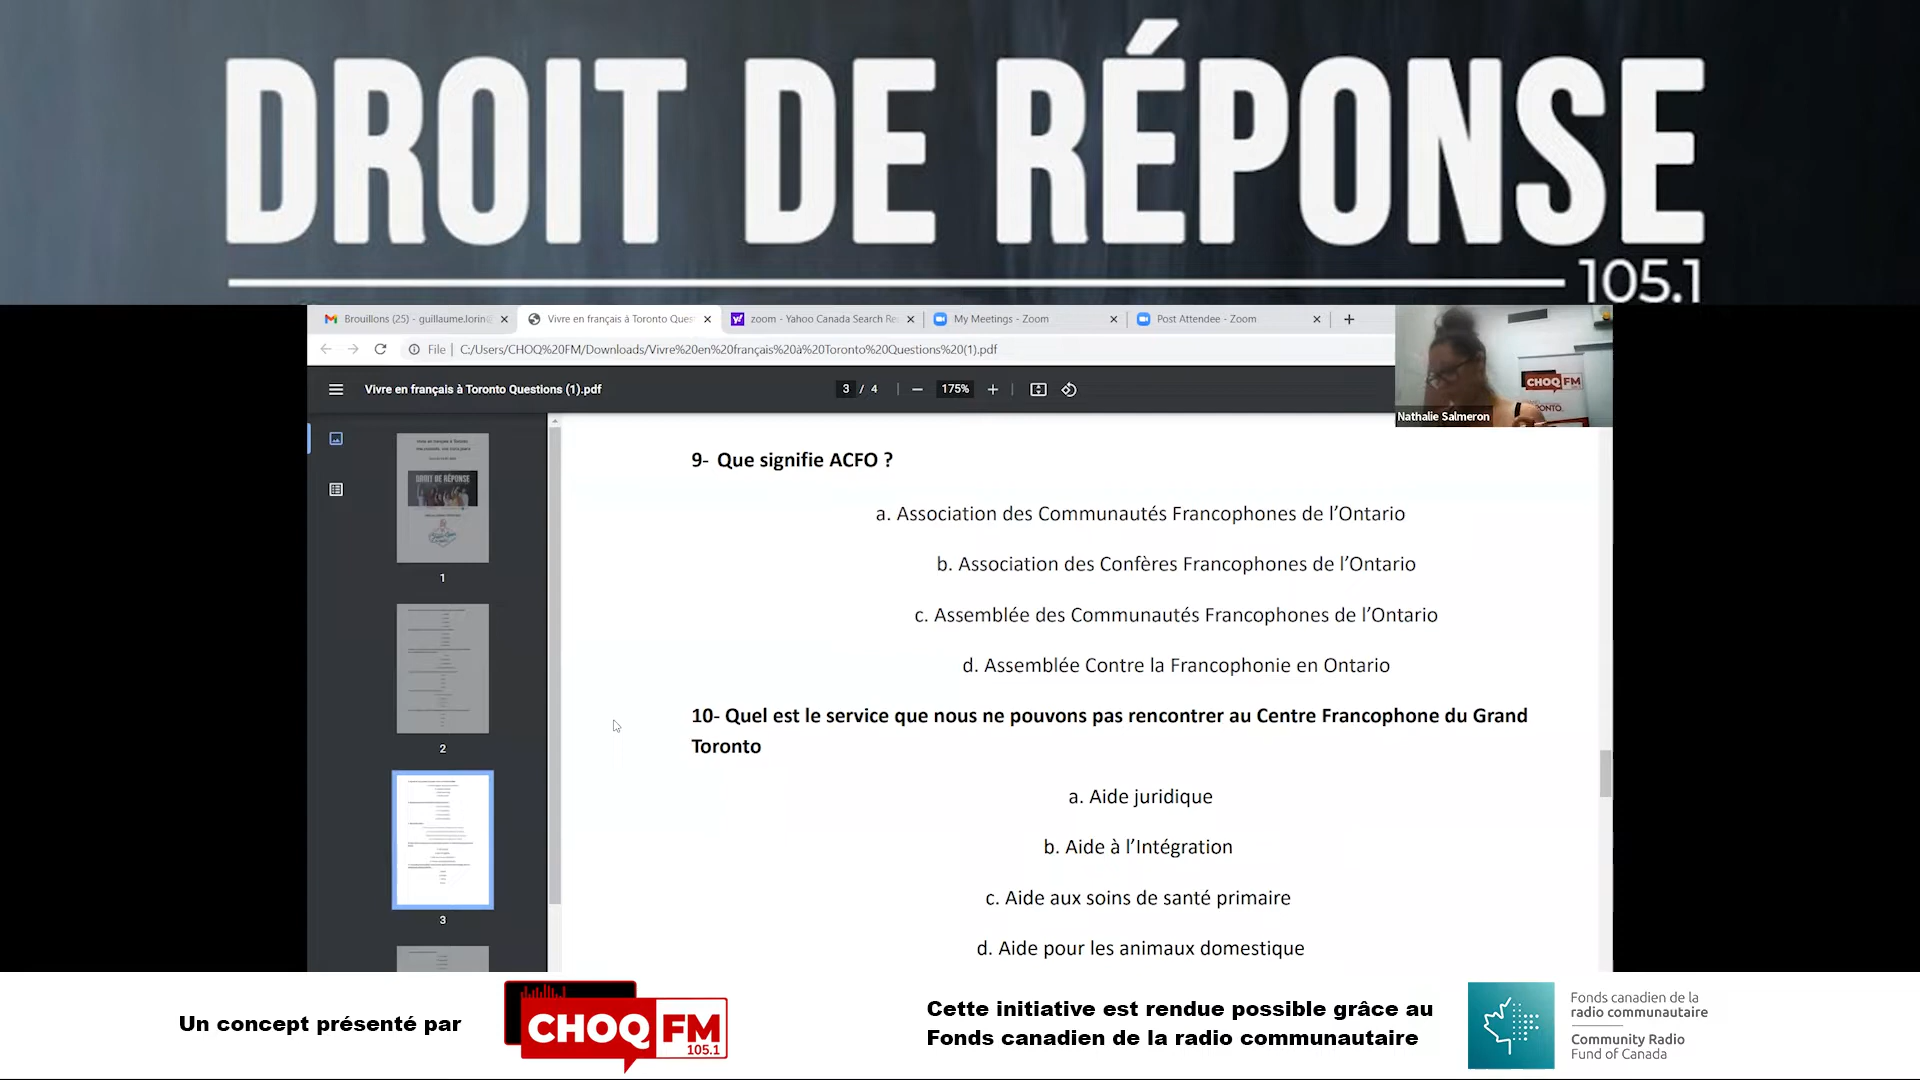 DROIT DE RÉPONSE
105.1
Brouillons (25) - guillaume.lorin@
Vivre en français à Toronto Ques
zoom - Yahoo Canada Search Re
My Meetings - Zoom
Post Attendee - Zoom
File
C:/Users/CHOQ%20FM/Downloads/Vivre%20en%20français%20à%20Toronto%20Questions%20(1).pdf
Vivre en français à Toronto Questions (1).pdf
3 / 4
175%
CHOQ FM
Nathalie Salmeron
DROIT DE RÉPONSE
1
2
3
9- Que signifie ACFO ?
a. Association des Communautés Francophones de l’Ontario
b. Association des Confères Francophones de l’Ontario
c. Assemblée des Communautés Francophones de l’Ontario
d. Assemblée Contre la Francophonie en Ontario
10- Quel est le service que nous ne pouvons pas rencontrer au Centre Francophone du Grand
Toronto
a. Aide juridique
b. Aide à l’Intégration
c. Aide aux soins de santé primaire
d. Aide pour les animaux domestique
Un concept présenté par
CHOQ FM
105.1
Cette initiative est rendue possible grâce au
Fonds canadien de la radio communautaire
Fonds canadien de la
radio communautaire
Community Radio
Fund of Canada